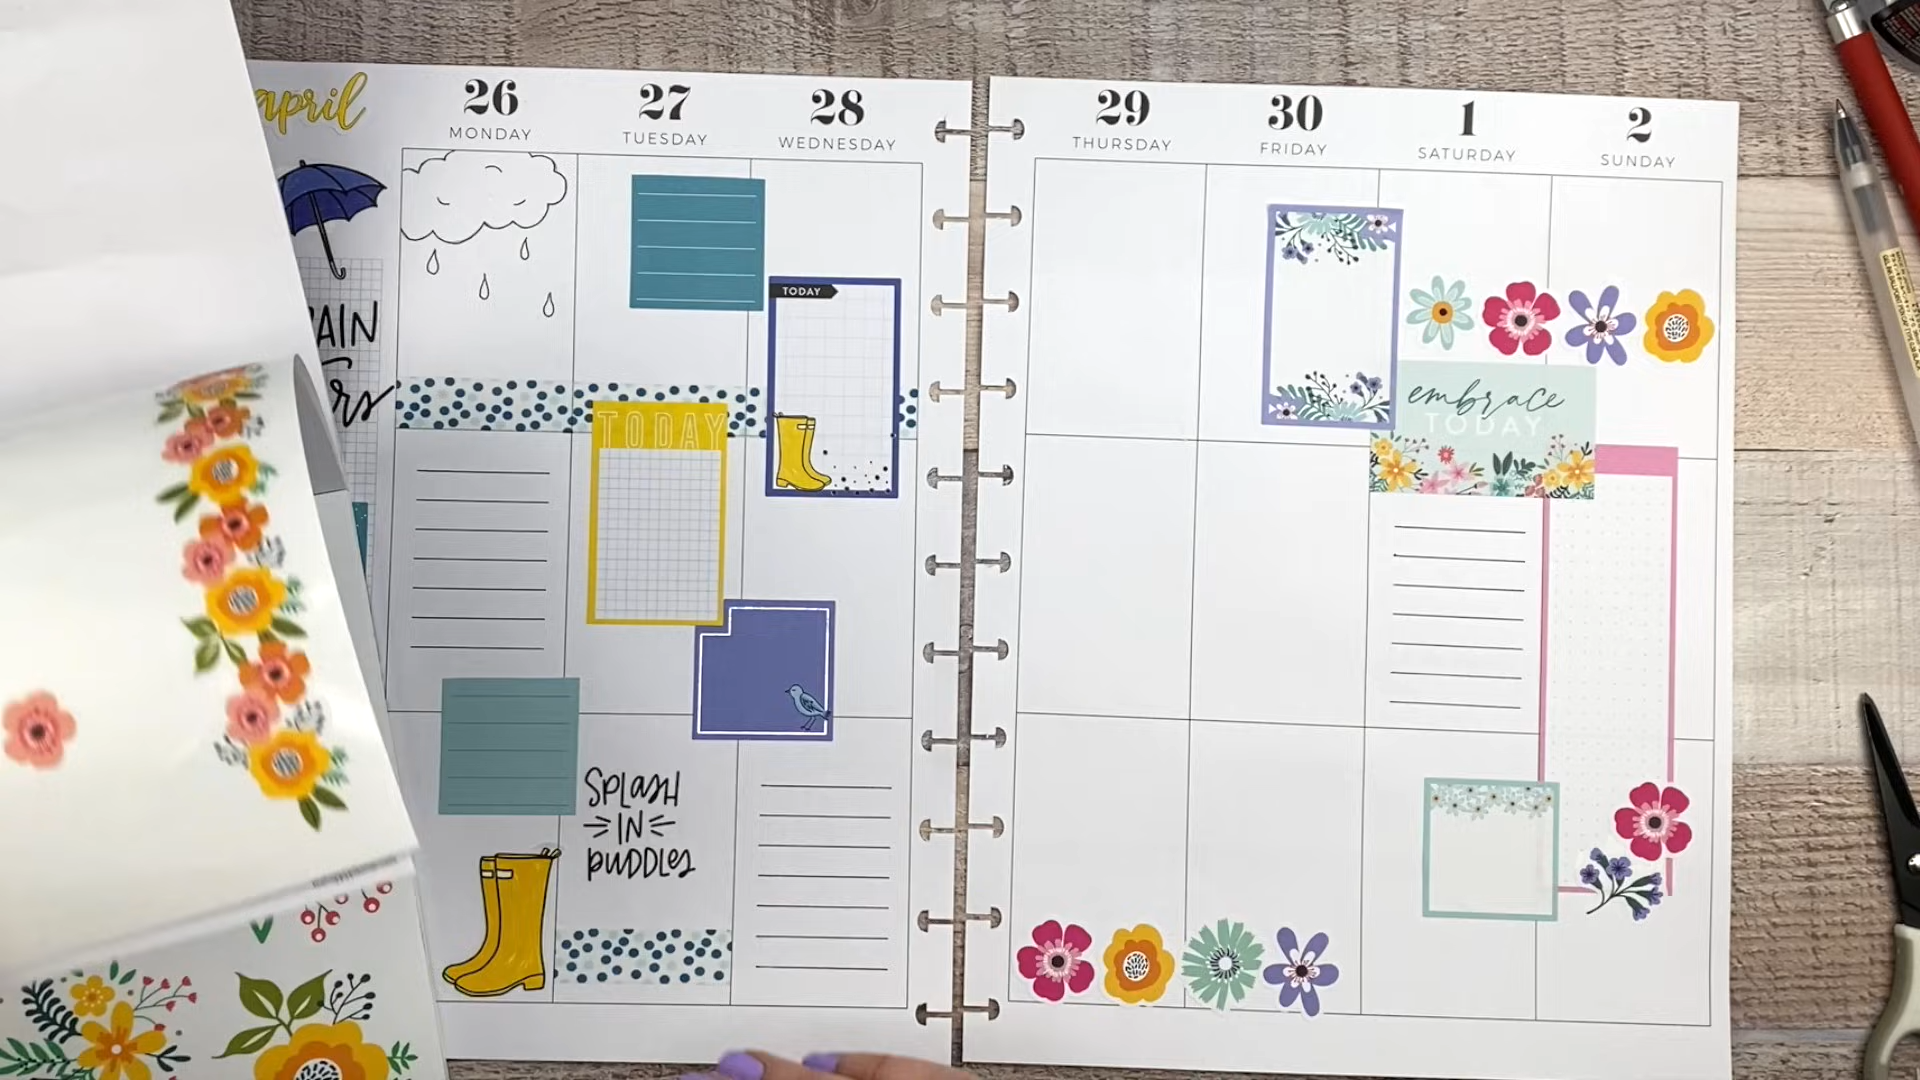 april
26
MONDAY
27
TUESDAY
28
WEDNESDAY
29
THURSDAY
30
FRIDAY
1
SATURDAY
2
SUNDAY
TODAY
TODAY
embrace
TODAY
SPLASH
IN
PUDDLES